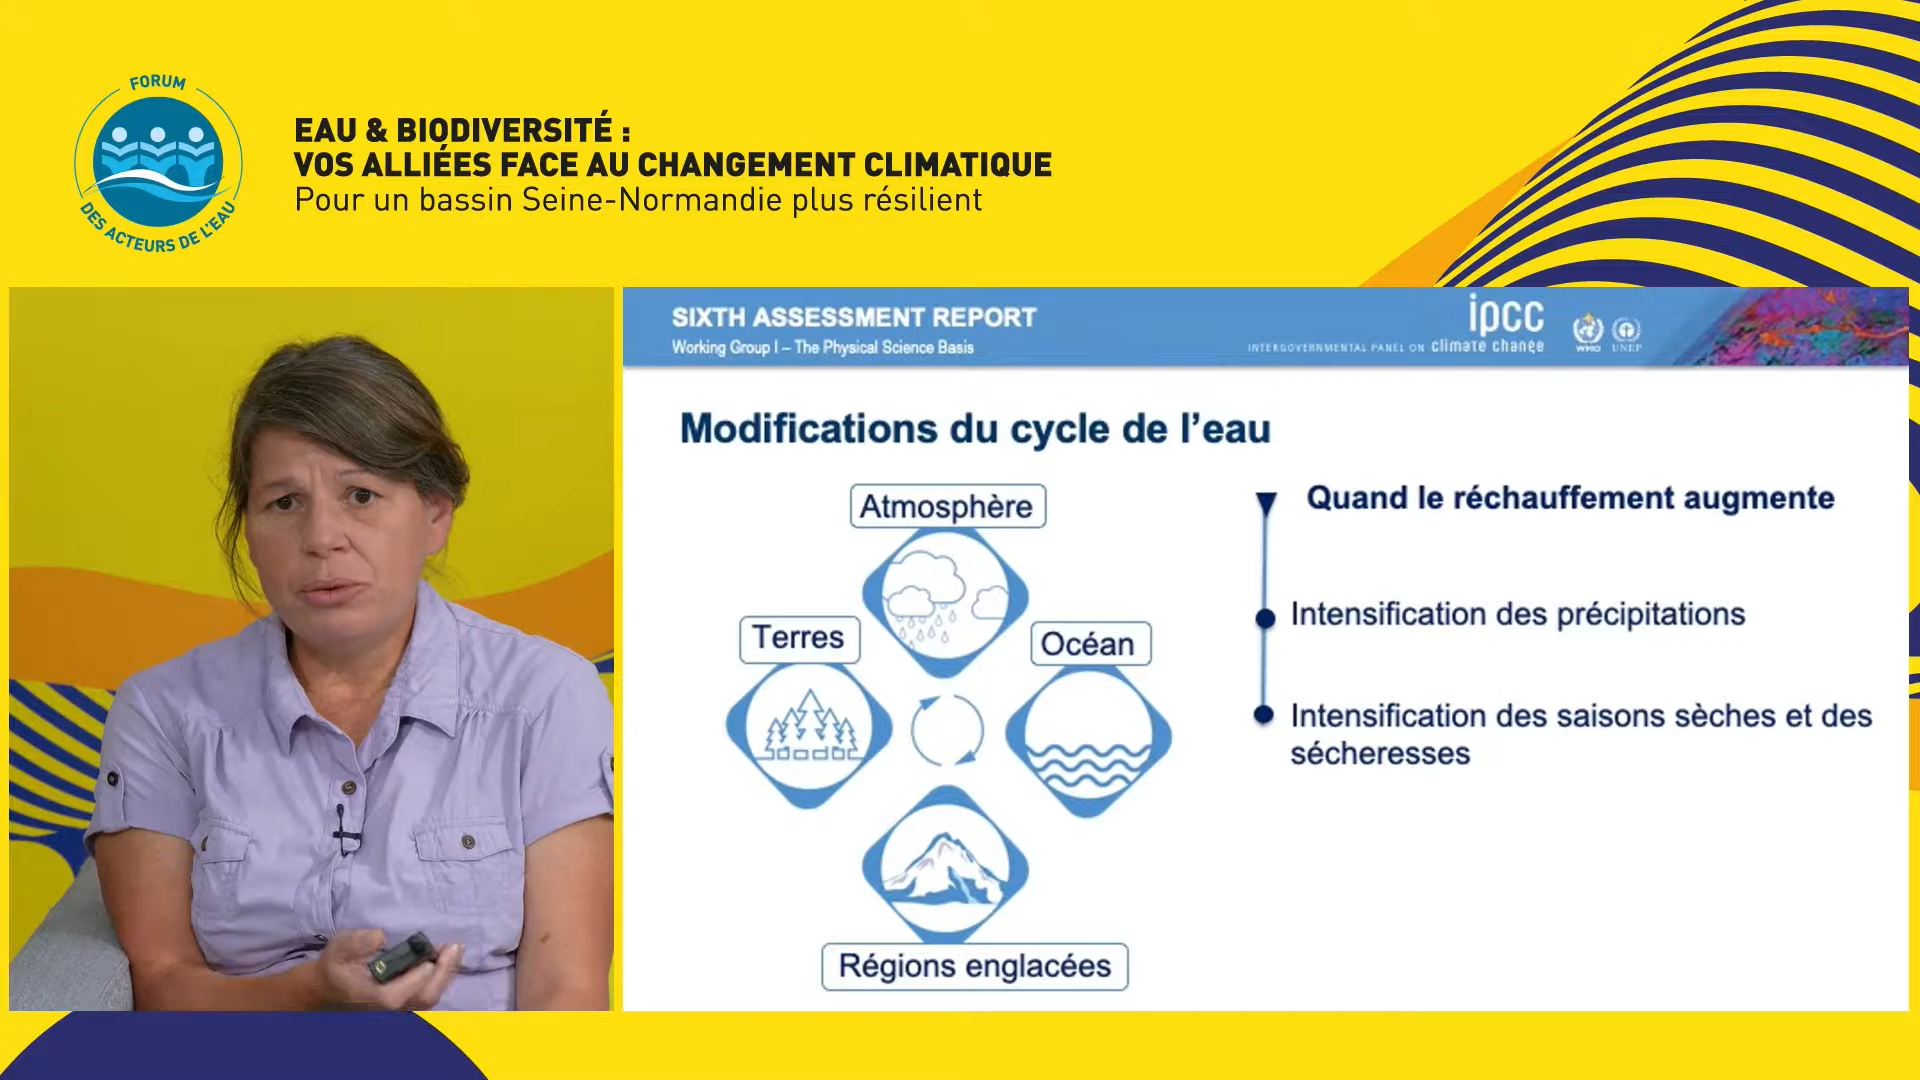 FORUM
DES ACTEURS DE L'EAU
EAU & BIODIVERSITÉ :
VOS ALLIÉES FACE AU CHANGEMENT CLIMATIQUE
Pour un bassin Seine-Normandie plus résilient
SIXTH ASSESSMENT REPORT
Working Group I – The Physical Science Basis
ipcc
INTERGOVERNMENTAL PANEL ON climate change
WMO
UNEP
Modifications du cycle de l'eau
Atmosphère
Terres
Océan
Régions englacées
Quand le réchauffement augmente
Intensification des précipitations
Intensification des saisons sèches et des
sécheresses